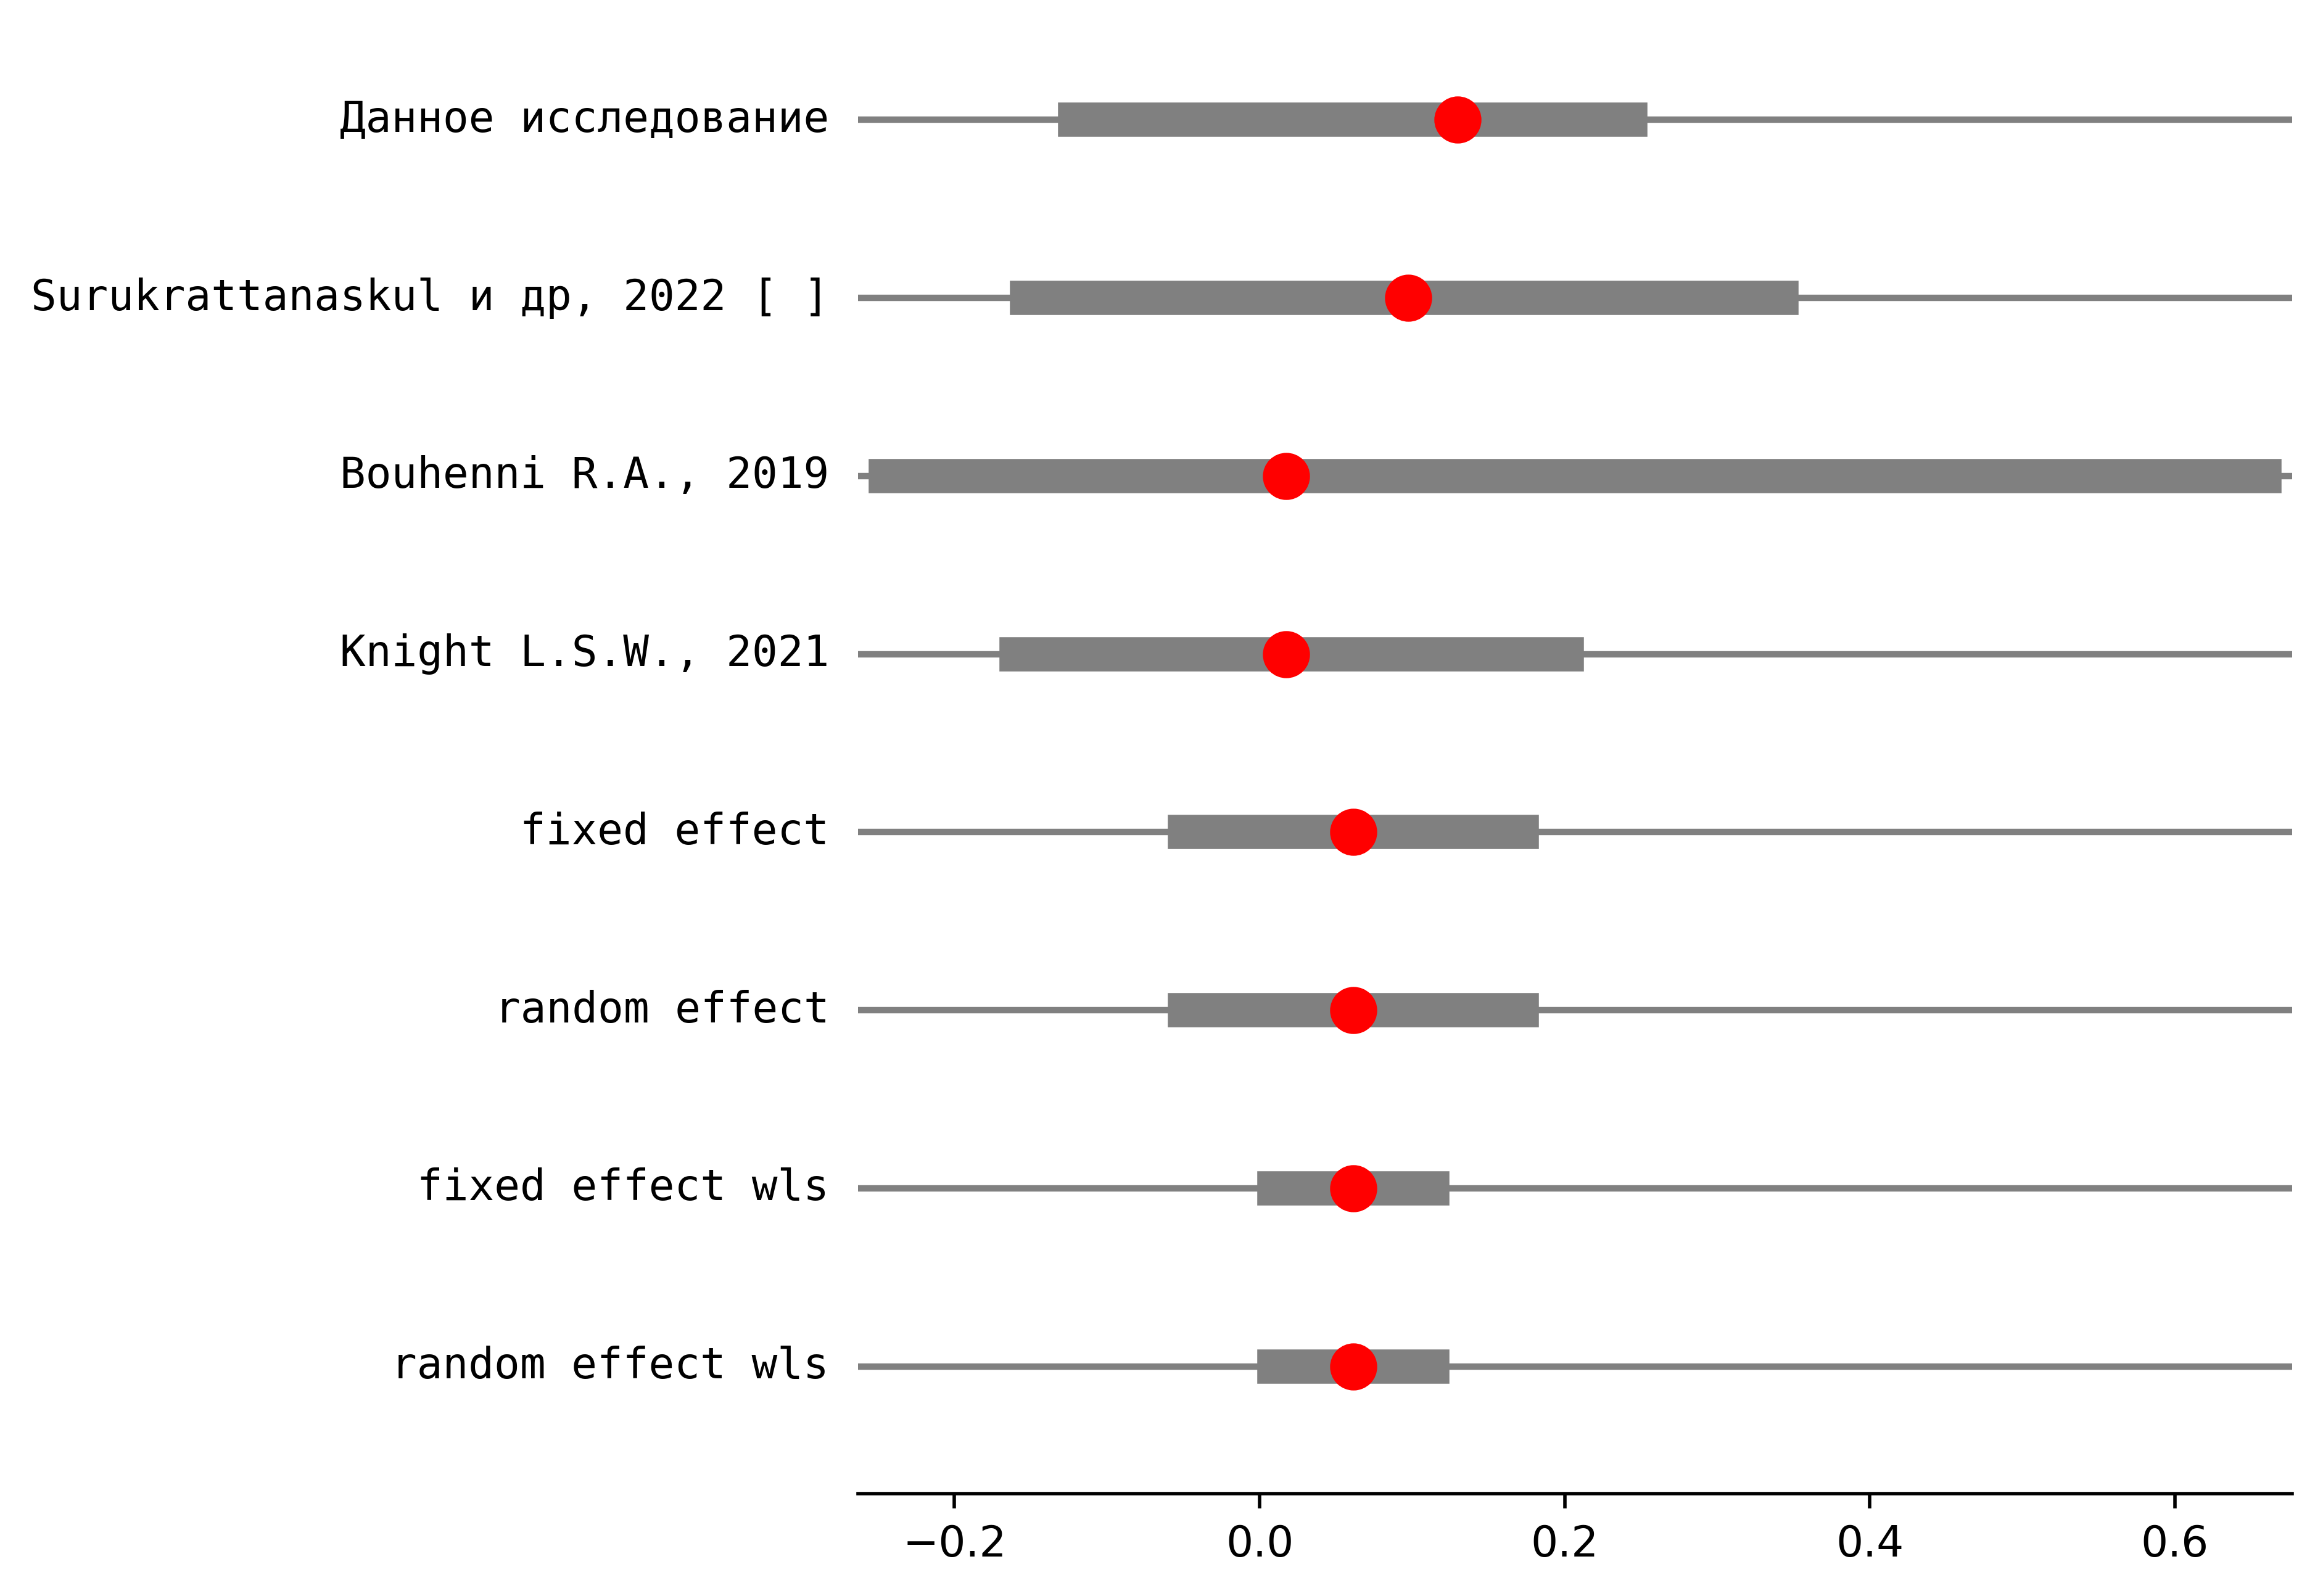 Данное исследование
Surukrattanaskul и др, 2022 [ ]
Bouhenni R.A., 2019
Knight L.S.W., 2021
fixed effect
random effect
fixed effect wls
random effect wls
−0.2 0.0 0.2 0.4 0.6